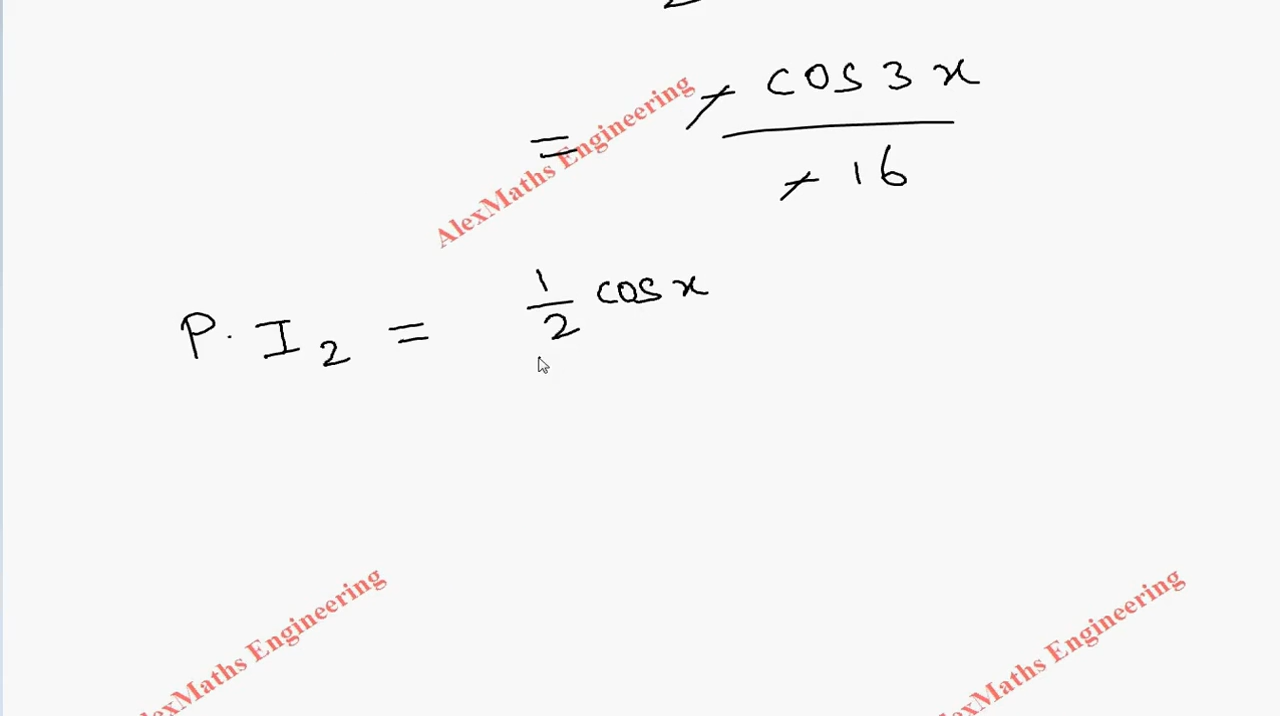 = - cos 3x / - 16
P. I₂ = 1/2 cos x
AlexMaths Engineering
AlexMaths Engineering
AlexMaths Engineering